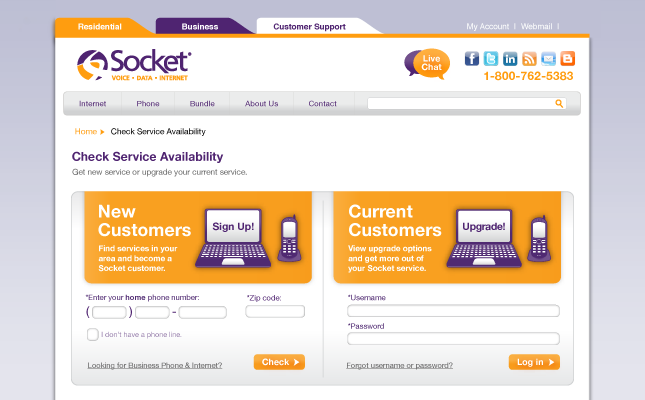 Residential
Business
Customer Support
My Account | Webmail |
Socket
VOICE • DATA • INTERNET
Live
Chat
1-800-762-5383
Internet
Phone
Bundle
About Us
Contact
Home
Check Service Availability
Check Service Availability
Get new service or upgrade your current service.
New
Customers
Find services in your
area and become a
Socket customer.
Sign Up!
Current
Customers
View upgrade options
and get more out of
your Socket service.
Upgrade!
*Enter your home phone number:
*Zip code:
( ) -
I don't have a phone line.
Looking for Business Phone & Internet?
Check
*Username
*Password
Forgot username or password?
Log in